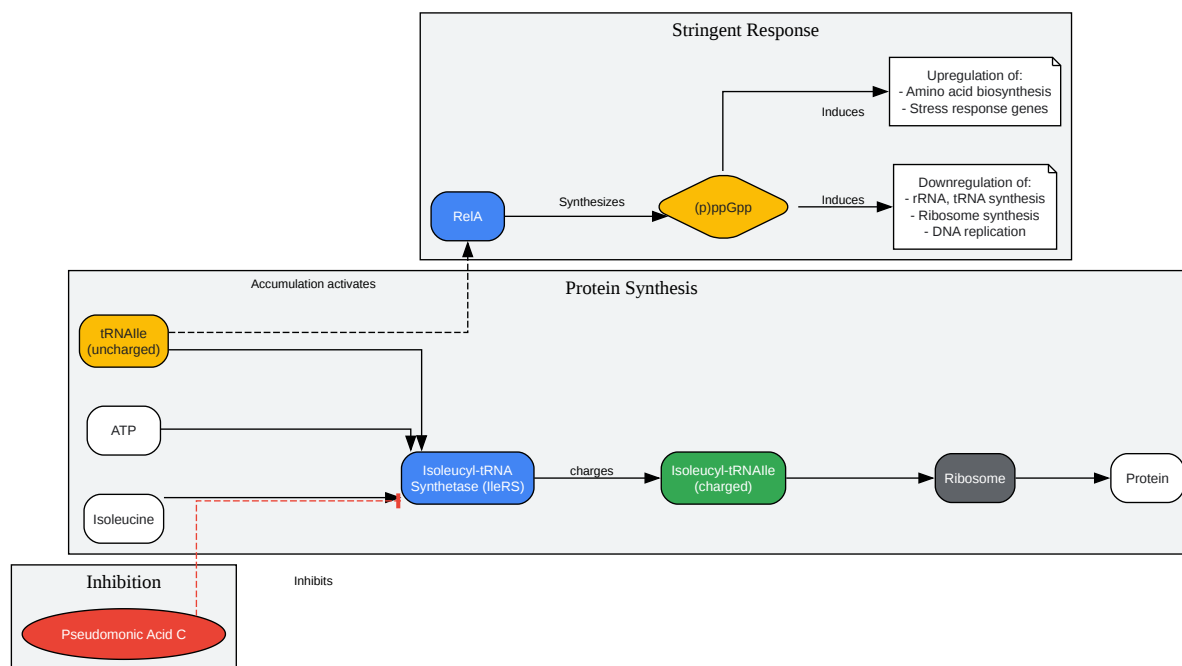 Stringent Response
Upregulation of:
- Amino acid biosynthesis
- Stress response genes
Induces
Downregulation of:
- rRNA, tRNA synthesis
- Ribosome synthesis
- DNA replication
Induces
(p)ppGpp
Synthesizes
RelA
Accumulation activates
Protein Synthesis
tRNAIle
(uncharged)
ATP
Isoleucine
Isoleucyl-tRNA
Synthetase (IleRS)
charges
Isoleucyl-tRNAIle
(charged)
Ribosome
Protein
Inhibition
Inhibits
Pseudomonic Acid C